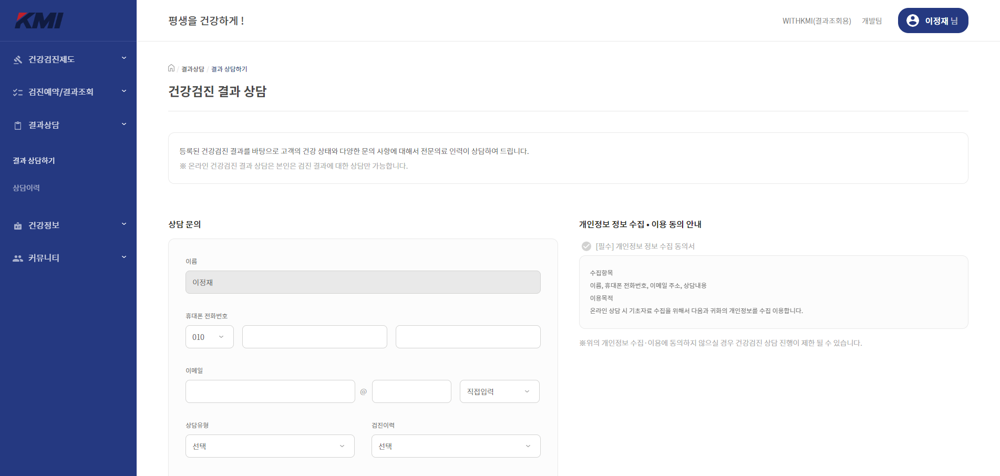 KMI
평생을 건강하게 !
WITHKMI(결과조회용) 개발팀 이정재 님
건강검진제도
검진예약/결과조회
결과상담
결과 상담하기
상담이력
건강정보
커뮤니티
/ 결과상담 / 결과 상담하기
건강검진 결과 상담
등록된 건강검진 결과를 바탕으로 고객의 건강 상태와 다양한 문의 사항에 대해서 전문의료 인력이 상담하여 드립니다.
※ 온라인 건강검진 결과 상담은 본인은 검진 결과에 대한 상담만 가능합니다.
상담 문의
이름
이정재
휴대폰 전화번호
010
이메일
@ 직접입력
상담유형 검진이력
선택 선택
개인정보 정보 수집 • 이용 동의 안내
[필수] 개인정보 정보 수집 동의서
수집항목
이름, 휴대폰 전화번호, 이메일 주소, 상담내용
이용목적
온라인 상담 시 기초자료 수집을 위해서 다음과 귀화의 개인정보를 수집 이용합니다.
※위의 개인정보 수집·이용에 동의하지 않으실 경우 건강검진 상담 진행이 제한 될 수 있습니다.